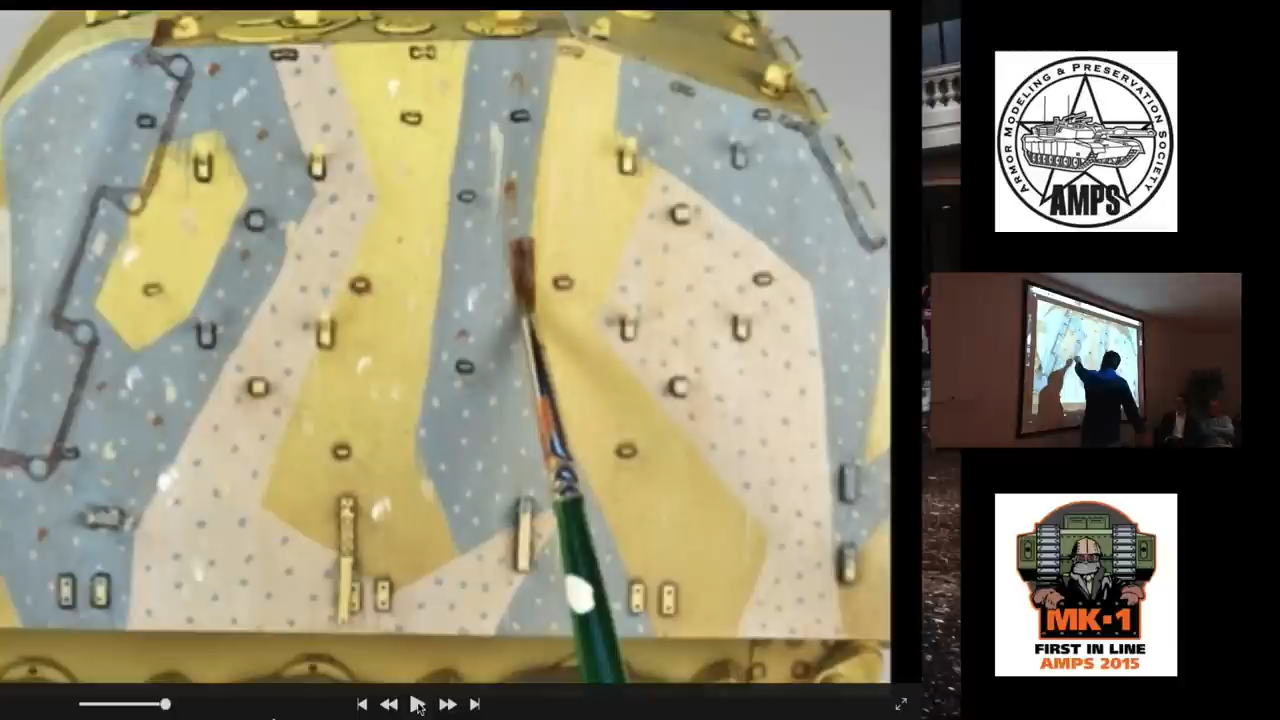 ARMOR MODELING & PRESERVATION SOCIETY
AMPS
MK-1
FIRST IN LINE
AMPS 2015